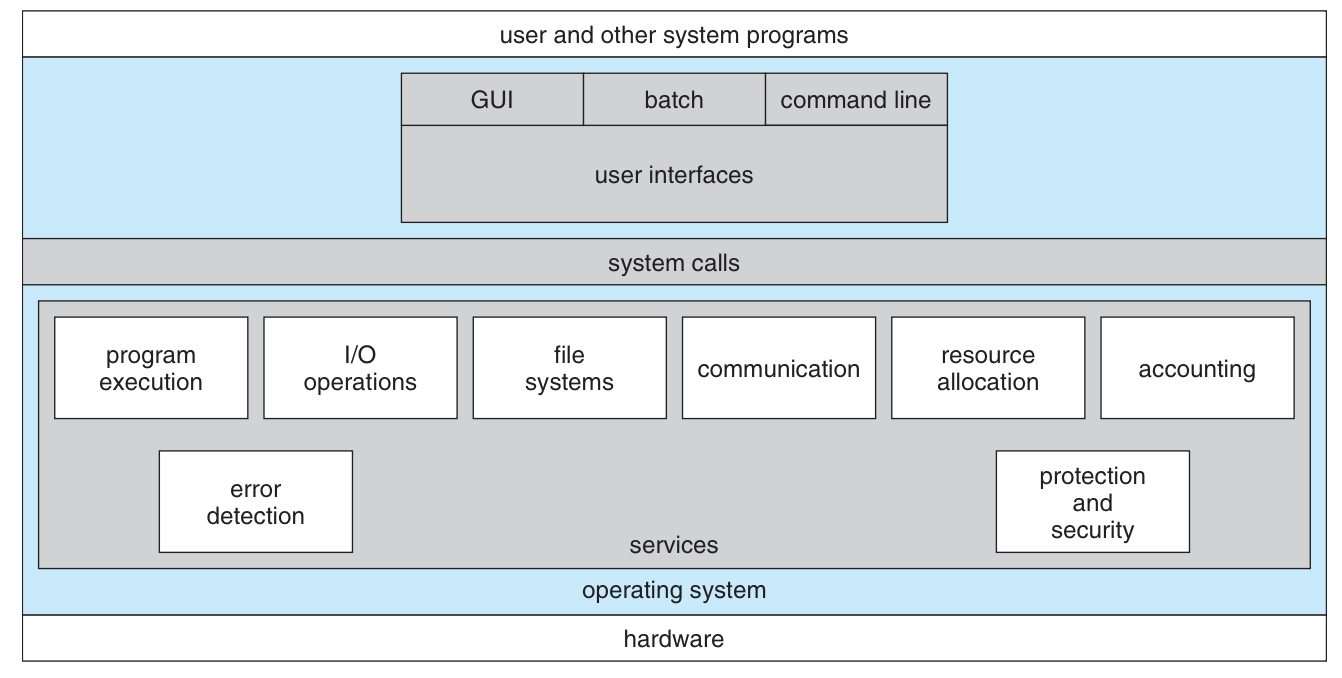 user and other system programs
GUI
batch
command line
user interfaces
system calls
program
execution
I/O
operations
file
systems
communication
resource
allocation
accounting
error
detection
protection
and
security
services
operating system
hardware